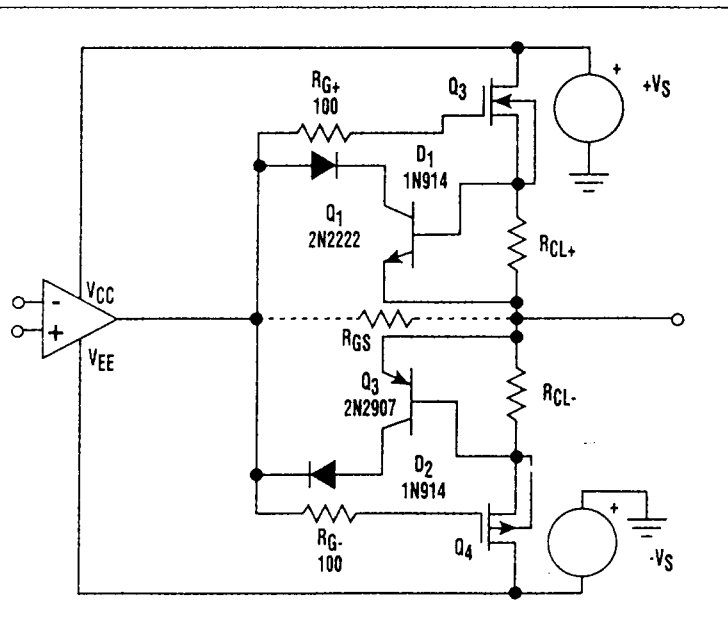 RG+
100
Q3
+
+VS
D1
1N914
Q1
2N2222
RCL+
VCC
-
+
RGS
VEE
Q3
2N2907
RCL-
D2
1N914
+
RG-
100
Q4
-VS